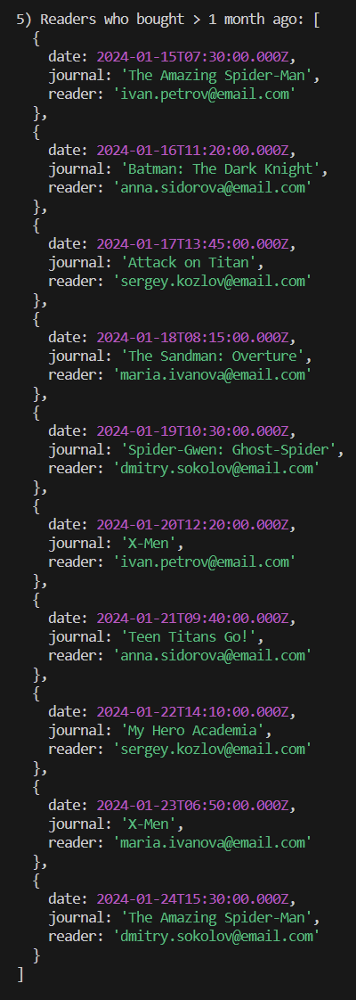 5) Readers who bought > 1 month ago: [
  {
    date: 2024-01-15T07:30:00.000Z,
    journal: 'The Amazing Spider-Man',
    reader: 'ivan.petrov@email.com'
  },
  {
    date: 2024-01-16T11:20:00.000Z,
    journal: 'Batman: The Dark Knight',
    reader: 'anna.sidorova@email.com'
  },
  {
    date: 2024-01-17T13:45:00.000Z,
    journal: 'Attack on Titan',
    reader: 'sergey.kozlov@email.com'
  },
  {
    date: 2024-01-18T08:15:00.000Z,
    journal: 'The Sandman: Overture',
    reader: 'maria.ivanova@email.com'
  },
  {
    date: 2024-01-19T10:30:00.000Z,
    journal: 'Spider-Gwen: Ghost-Spider',
    reader: 'dmitry.sokolov@email.com'
  },
  {
    date: 2024-01-20T12:20:00.000Z,
    journal: 'X-Men',
    reader: 'ivan.petrov@email.com'
  },
  {
    date: 2024-01-21T09:40:00.000Z,
    journal: 'Teen Titans Go!',
    reader: 'anna.sidorova@email.com'
  },
  {
    date: 2024-01-22T14:10:00.000Z,
    journal: 'My Hero Academia',
    reader: 'sergey.kozlov@email.com'
  },
  {
    date: 2024-01-23T06:50:00.000Z,
    journal: 'X-Men',
    reader: 'maria.ivanova@email.com'
  },
  {
    date: 2024-01-24T15:30:00.000Z,
    journal: 'The Amazing Spider-Man',
    reader: 'dmitry.sokolov@email.com'
  }
]